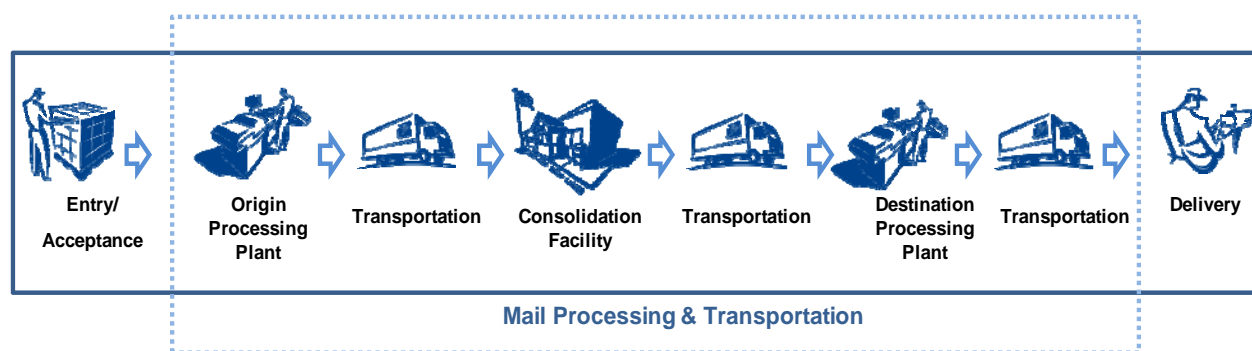 Entry/
Acceptance
Origin
Processing
Plant
Transportation
Consolidation
Facility
Transportation
Destination
Processing
Plant
Transportation
Delivery
Mail Processing & Transportation